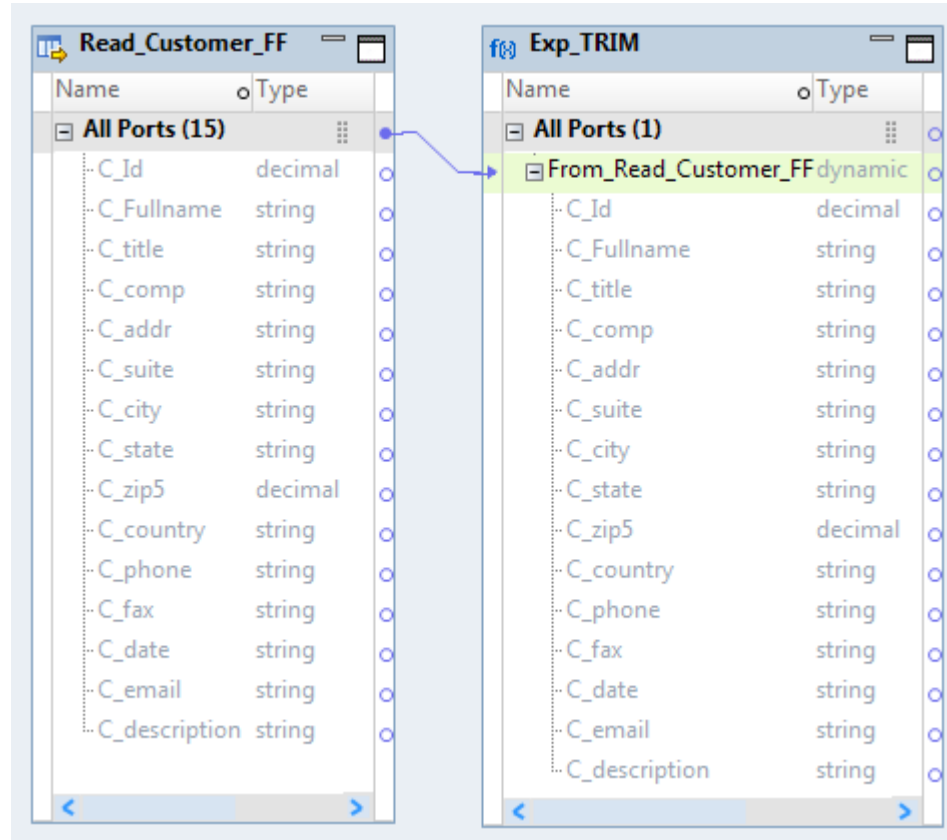 Read_Customer_FF
Name Type
All Ports (15)
C_Id decimal
C_Fullname string
C_title string
C_comp string
C_addr string
C_suite string
C_city string
C_state string
C_zip5 decimal
C_country string
C_phone string
C_fax string
C_date string
C_email string
C_description string
f(x) Exp_TRIM
Name Type
All Ports (1)
From_Read_Customer_FF dynamic
C_Id decimal
C_Fullname string
C_title string
C_comp string
C_addr string
C_suite string
C_city string
C_state string
C_zip5 decimal
C_country string
C_phone string
C_fax string
C_date string
C_email string
C_description string